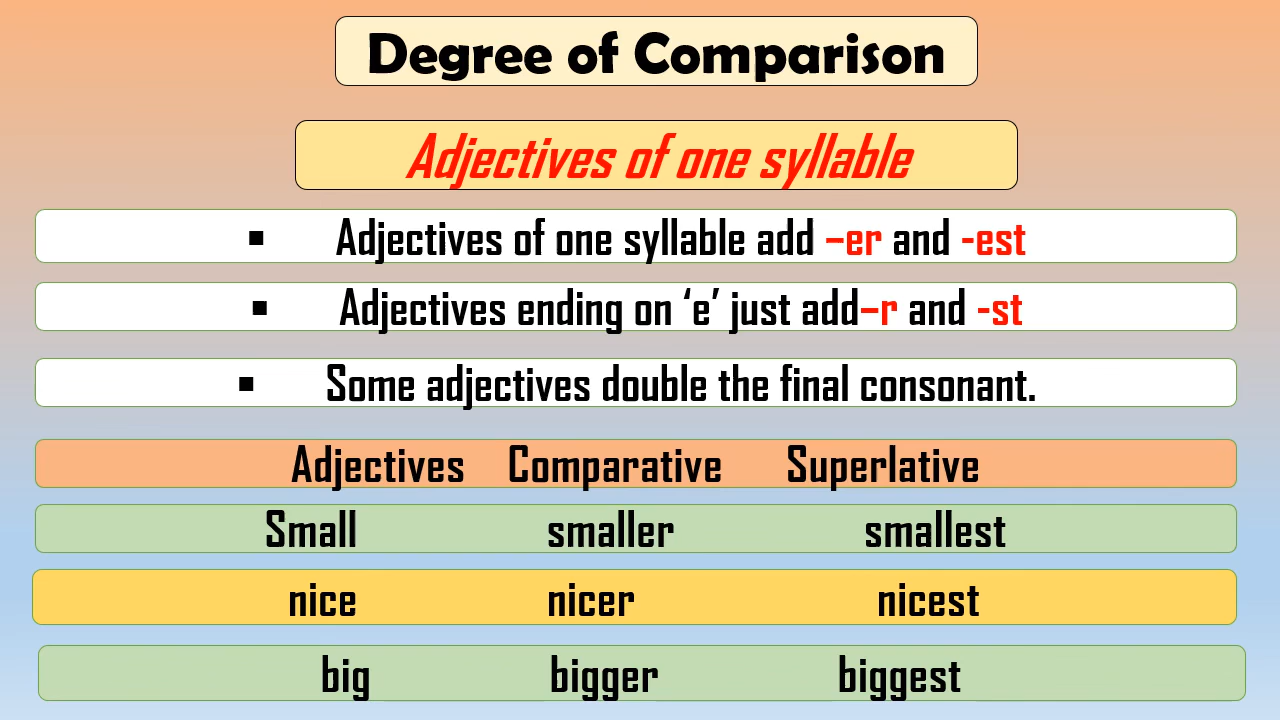 Degree of Comparison
Adjectives of one syllable
▪ Adjectives of one syllable add –er and -est
▪ Adjectives ending on ‘e’ just add–r and -st
▪ Some adjectives double the final consonant.
Adjectives Comparative Superlative
Small smaller smallest
nice nicer nicest
big bigger biggest